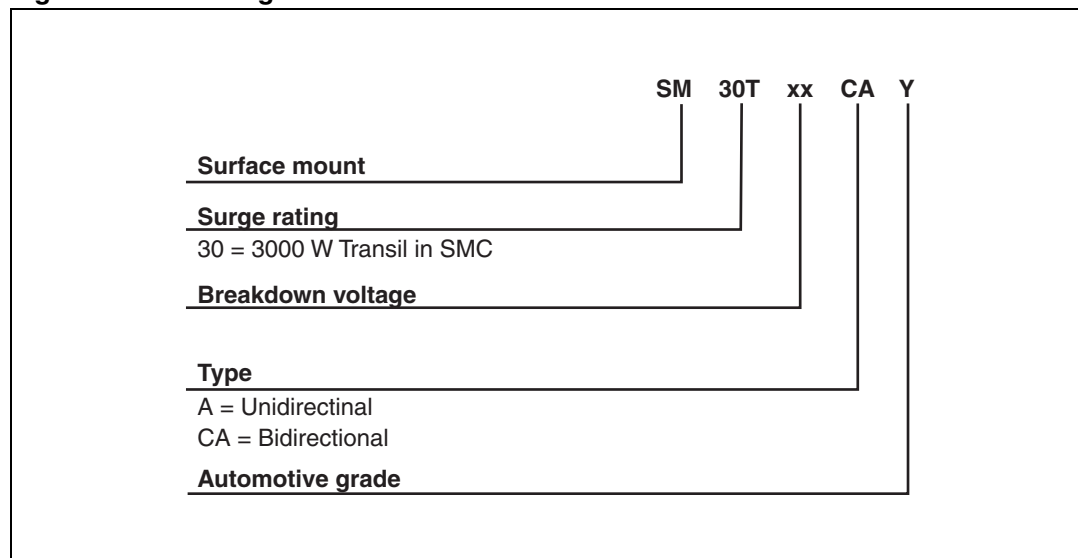 SM 30T xx CA Y
Surface mount
Surge rating
30 = 3000 W Transil in SMC
Breakdown voltage
Type
A = Unidirectinal
CA = Bidirectional
Automotive grade